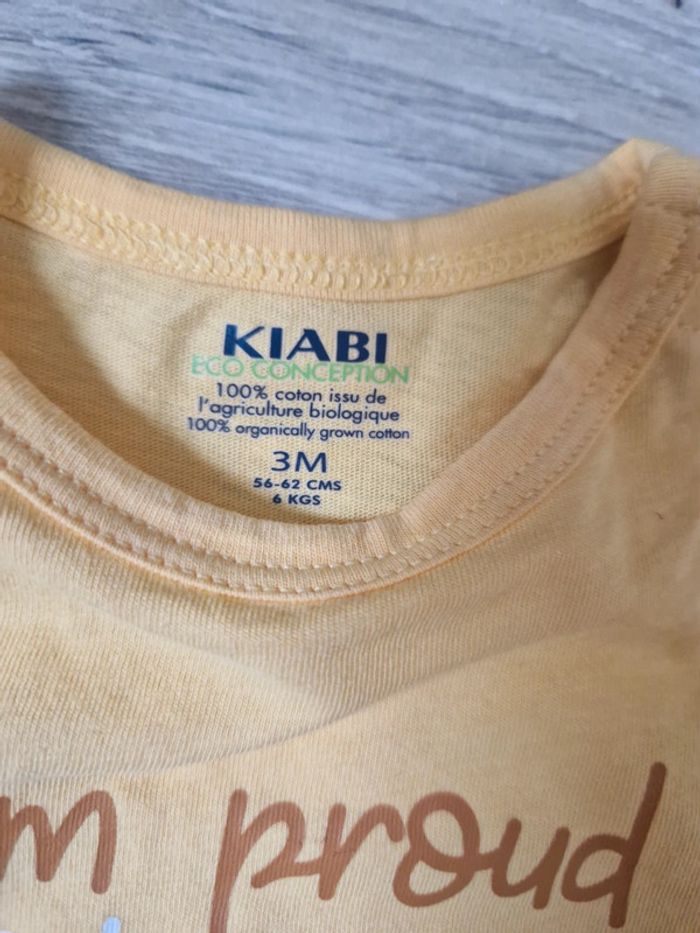 KIABI
ECO CONCEPTION
100% coton issu de
l'agriculture biologique
100% organically grown cotton
3M
56-62 CMS
6 KGS
m proud